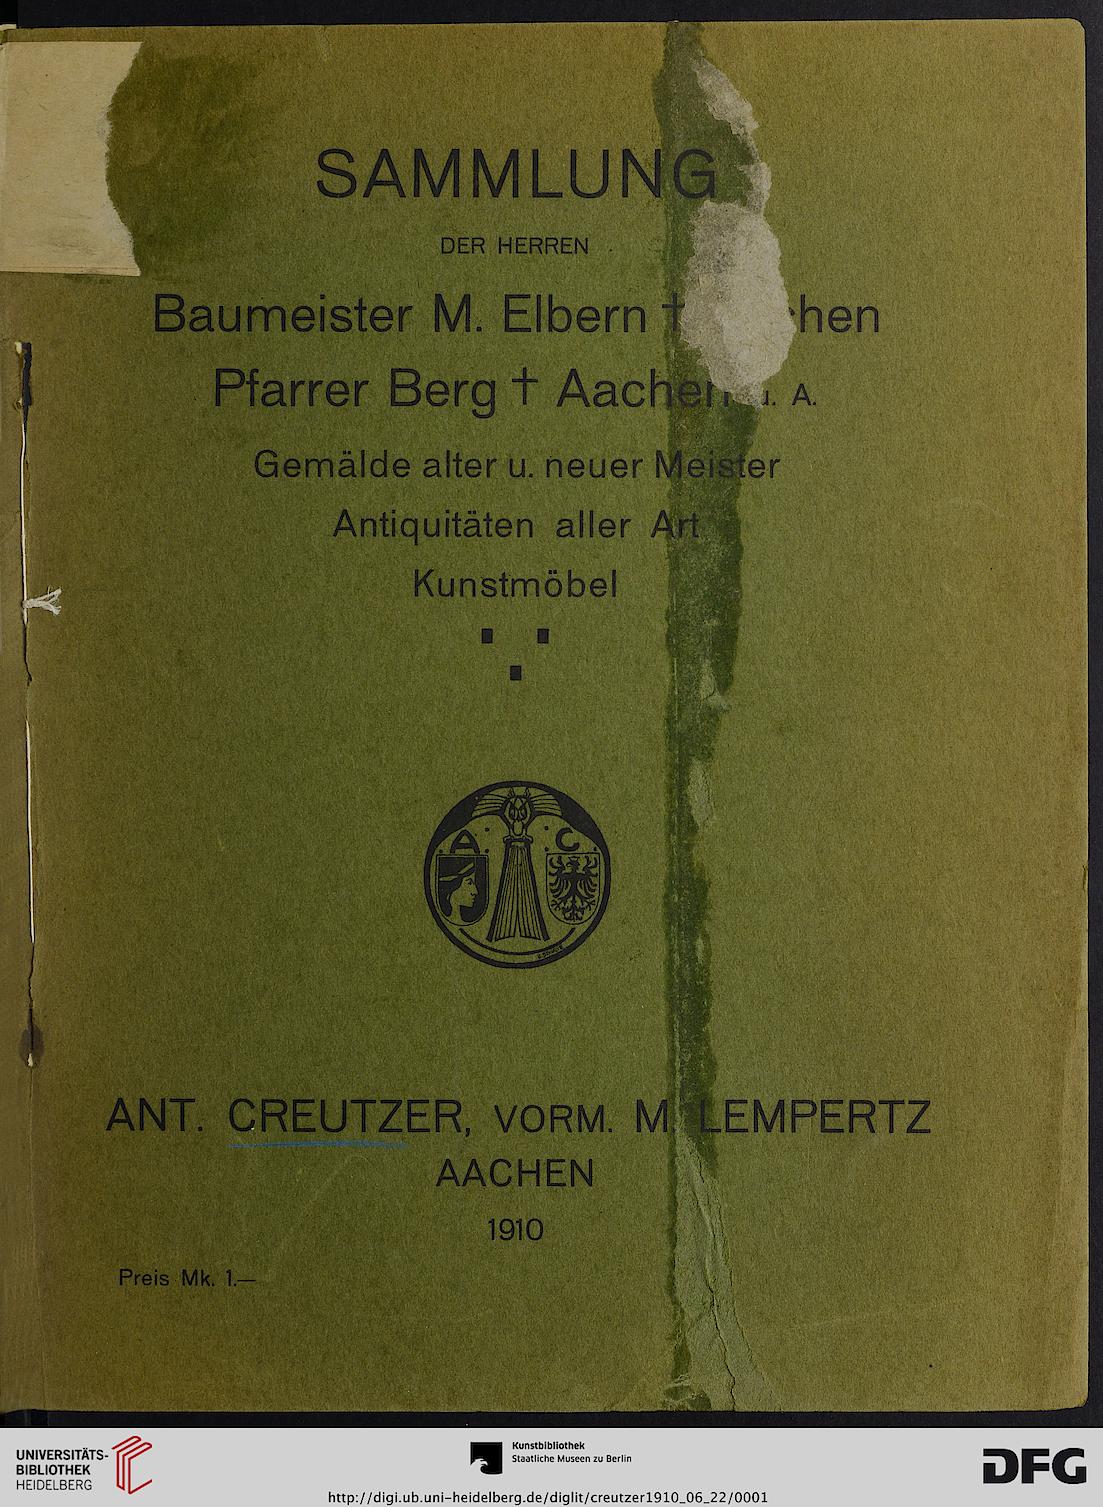 SAMMLUNG
DER HERREN
Baumeister M. Elbern †
Pfarrer Berg † Aachen u. A.
Gemälde alter u. neuer Meister
Antiquitäten aller Art
Kunstmöbel
A C
ANT. CREUTZER, VORM. M. LEMPERTZ
AACHEN
1910
Preis Mk. 1.—
UNIVERSITÄTS-
BIBLIOTHEK
HEIDELBERG
Kunstbibliothek
Staatliche Museen zu Berlin
DFG
http://digi.ub.uni-heidelberg.de/diglit/creutzer1910_06_22/0001